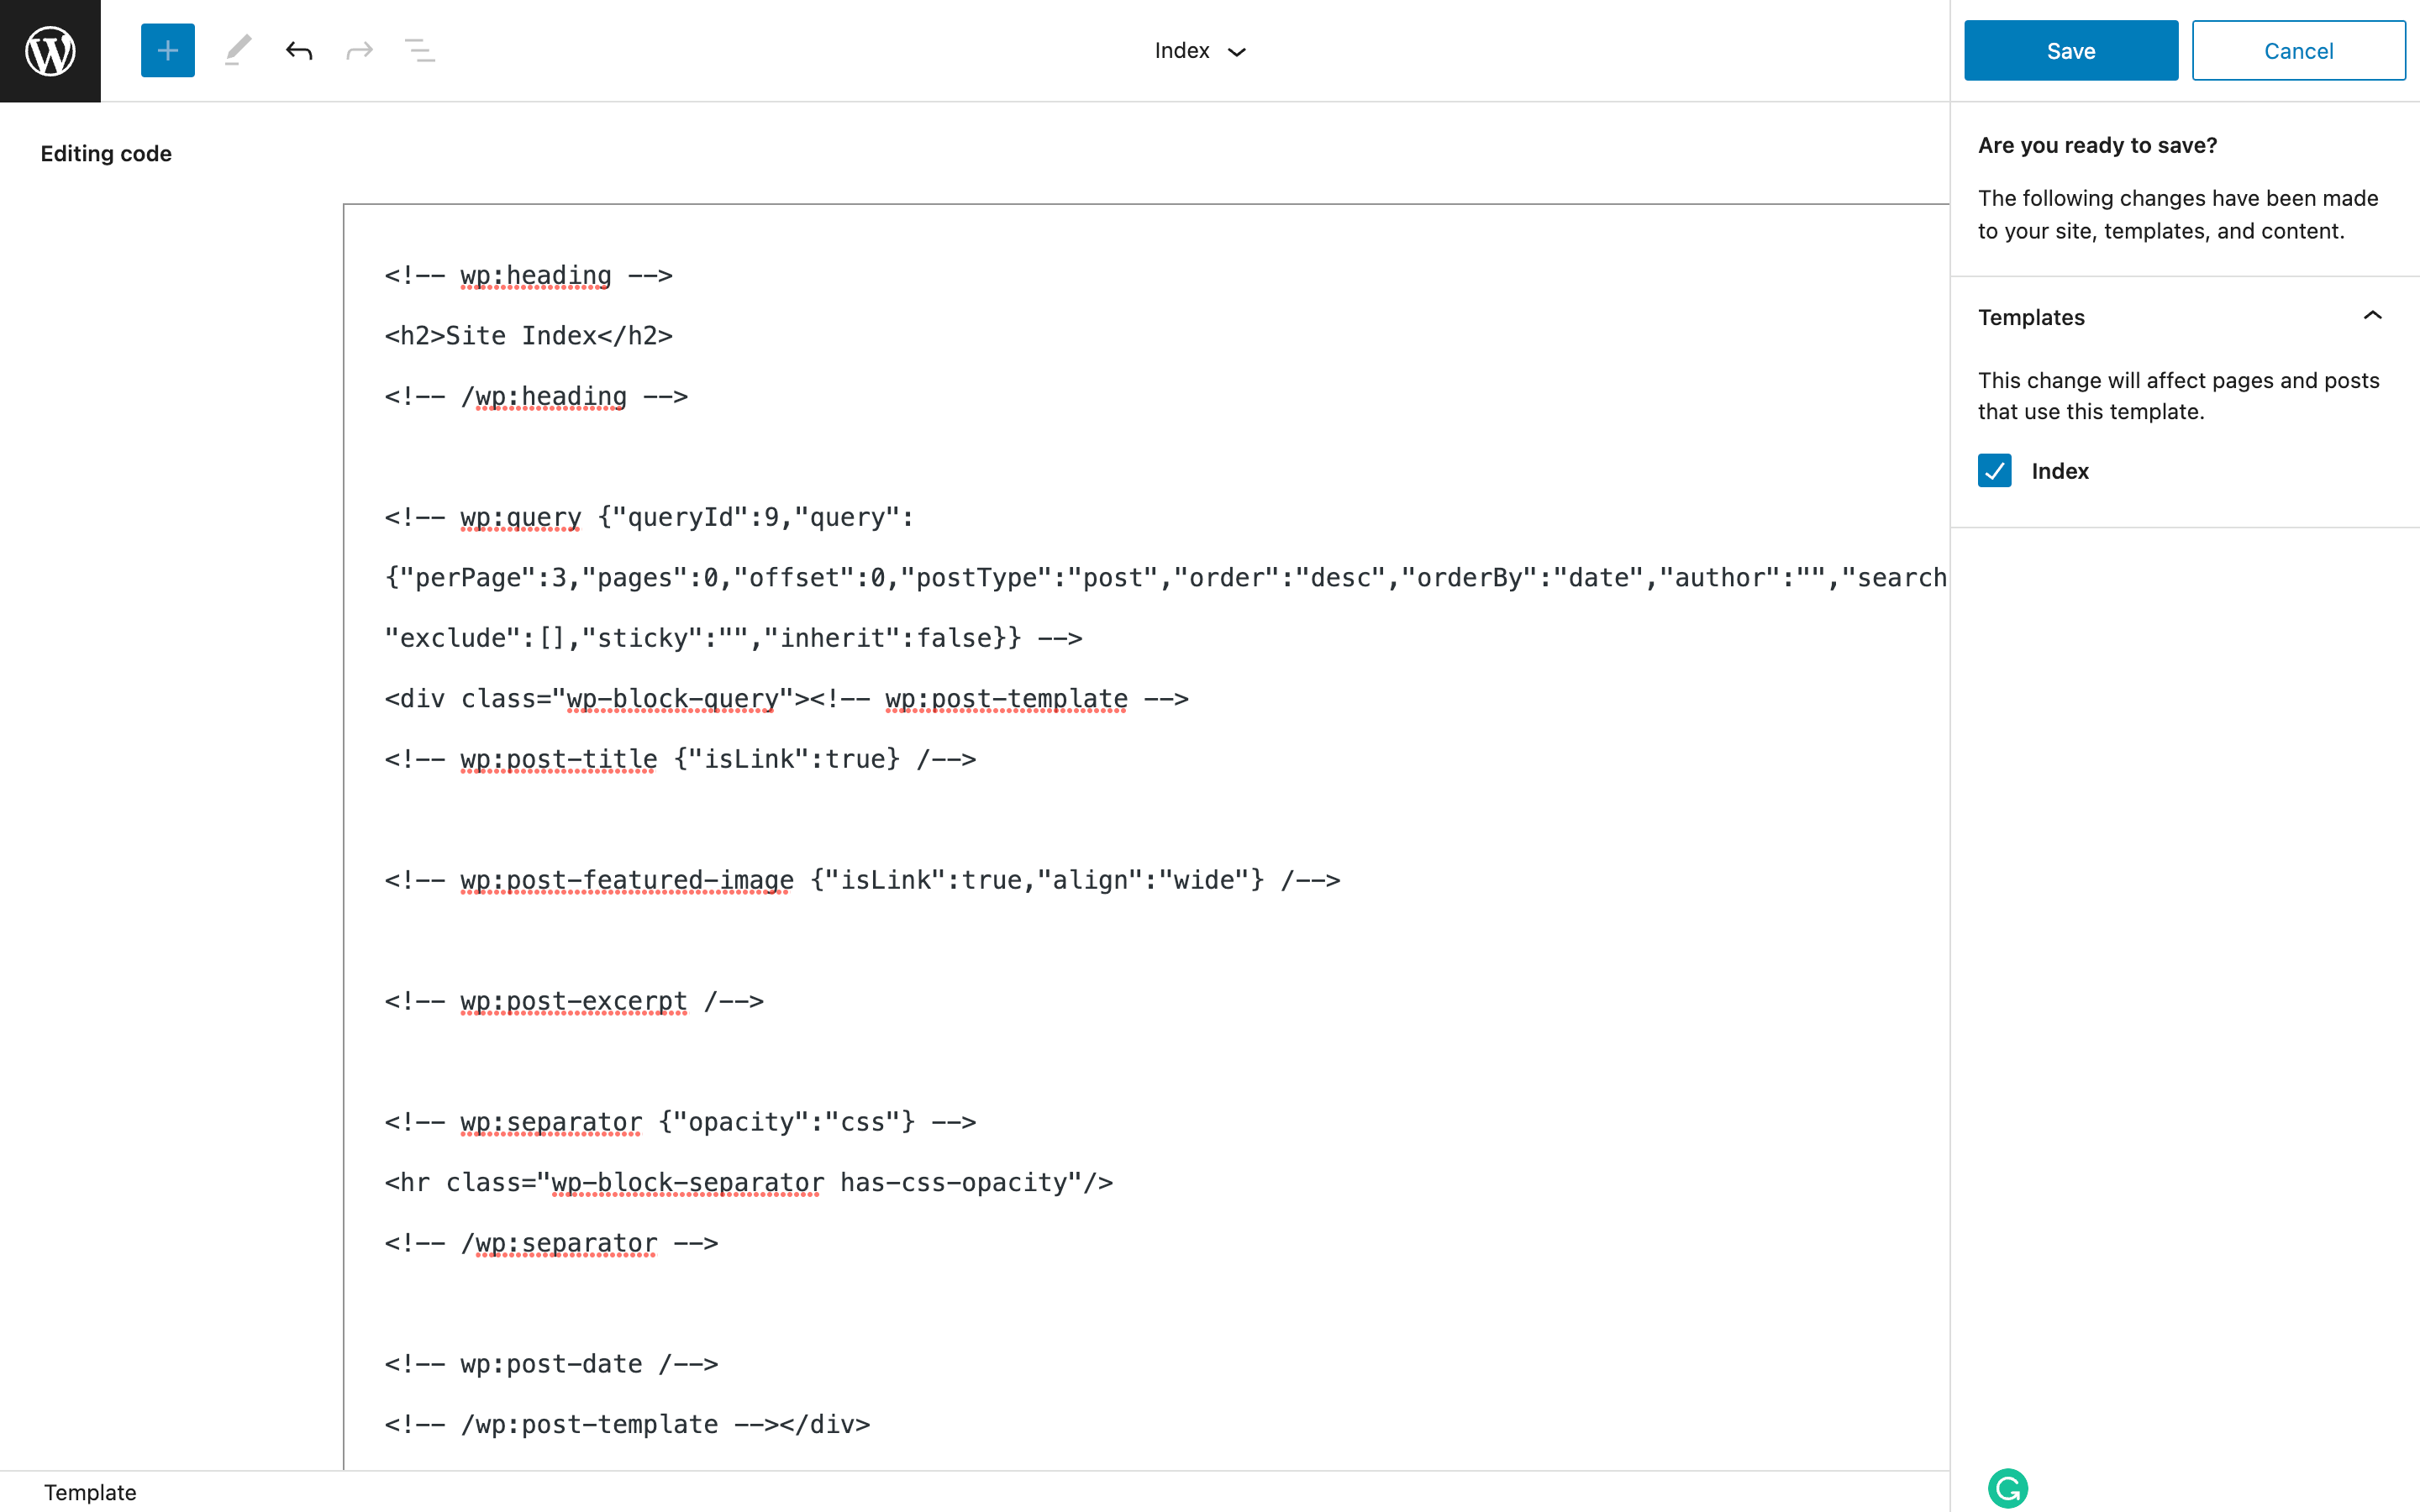 Index
Save
Cancel
Editing code
<!-- wp:heading -->
<h2>Site Index</h2>
<!-- /wp:heading -->
<!-- wp:query {"queryId":9,"query":
{"perPage":3,"pages":0,"offset":0,"postType":"post","order":"desc","orderBy":"date","author":"","search
"exclude":[],"sticky":"","inherit":false}} -->
<div class="wp-block-query"><!-- wp:post-template -->
<!-- wp:post-title {"isLink":true} /-->
<!-- wp:post-featured-image {"isLink":true,"align":"wide"} /-->
<!-- wp:post-excerpt /-->
<!-- wp:separator {"opacity":"css"} -->
<hr class="wp-block-separator has-css-opacity"/>
<!-- /wp:separator -->
<!-- wp:post-date /-->
<!-- /wp:post-template --></div>
Template
Are you ready to save?
The following changes have been made
to your site, templates, and content.
Templates
This change will affect pages and posts
that use this template.
Index